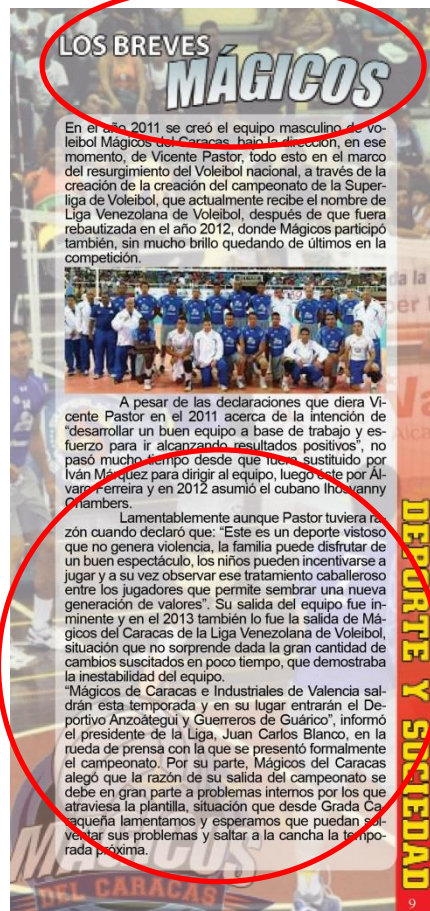 LOS BREVES
MÁGICOS
En el año 2011 se creó el equipo masculino de vo-
leibol Mágicos del Caracas, bajo la dirección, en ese
momento, de Vicente Pastor, todo esto en el marco
del resurgimiento del Voleibol nacional, a través de la
creación de la creación del campeonato de la Super-
liga de Voleibol, que actualmente recibe el nombre de
Liga Venezolana de Voleibol, después de que fuera
rebautizada en el año 2012, donde Mágicos participó
también, sin mucho brillo quedando de últimos en la
competición.
A pesar de las declaraciones que diera Vi-
cente Pastor en el 2011 acerca de la intención de
"desarrollar un buen equipo a base de trabajo y es-
fuerzo para ir alcanzando resultados positivos", no
pasó mucho tiempo desde que fuera sustituido por
Iván Márquez para dirigir al equipo, luego éste por Ál-
varo Ferreira y en 2012 asumió el cubano Ihosvanny
Chambers.
Lamentablemente aunque Pastor tuviera ra-
zón cuando declaró que: "Este es un deporte vistoso
que no genera violencia, la familia puede disfrutar de
un buen espectáculo, los niños pueden incentivarse a
jugar y a su vez observar ese tratamiento caballeroso
entre los jugadores que permite sembrar una nueva
generación de valores". Su salida del equipo fue in-
minente y en el 2013 también lo fue la salida de Má-
gicos del Caracas de la Liga Venezolana de Voleibol,
situación que no sorprende dada la gran cantidad de
cambios suscitados en poco tiempo, que demostraba
la inestabilidad del equipo.
"Mágicos de Caracas e Industriales de Valencia sal-
drán esta temporada y en su lugar entrarán el De-
portivo Anzoátegui y Guerreros de Guárico", informó
el presidente de la Liga, Juan Carlos Blanco, en la
rueda de prensa con la que se presentó formalmente
el campeonato. Por su parte, Mágicos del Caracas
alegó que la razón de su salida del campeonato se
debe en gran parte a problemas internos por los que
atraviesa la plantilla, situación que desde Grada Ca-
raqueña lamentamos y esperamos que puedan sol-
ventar sus problemas y saltar a la cancha la tempo-
rada próxima.
DEPORTE Y SOCIEDAD
MÁGICOS
DEL CARACAS
9